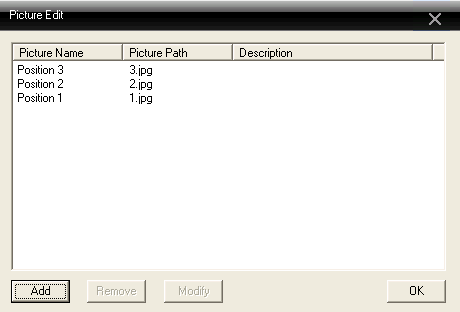 Picture Edit
Picture Name Picture Path Description
Position 3 3.jpg
Position 2 2.jpg
Position 1 1.jpg
Add Remove Modify OK